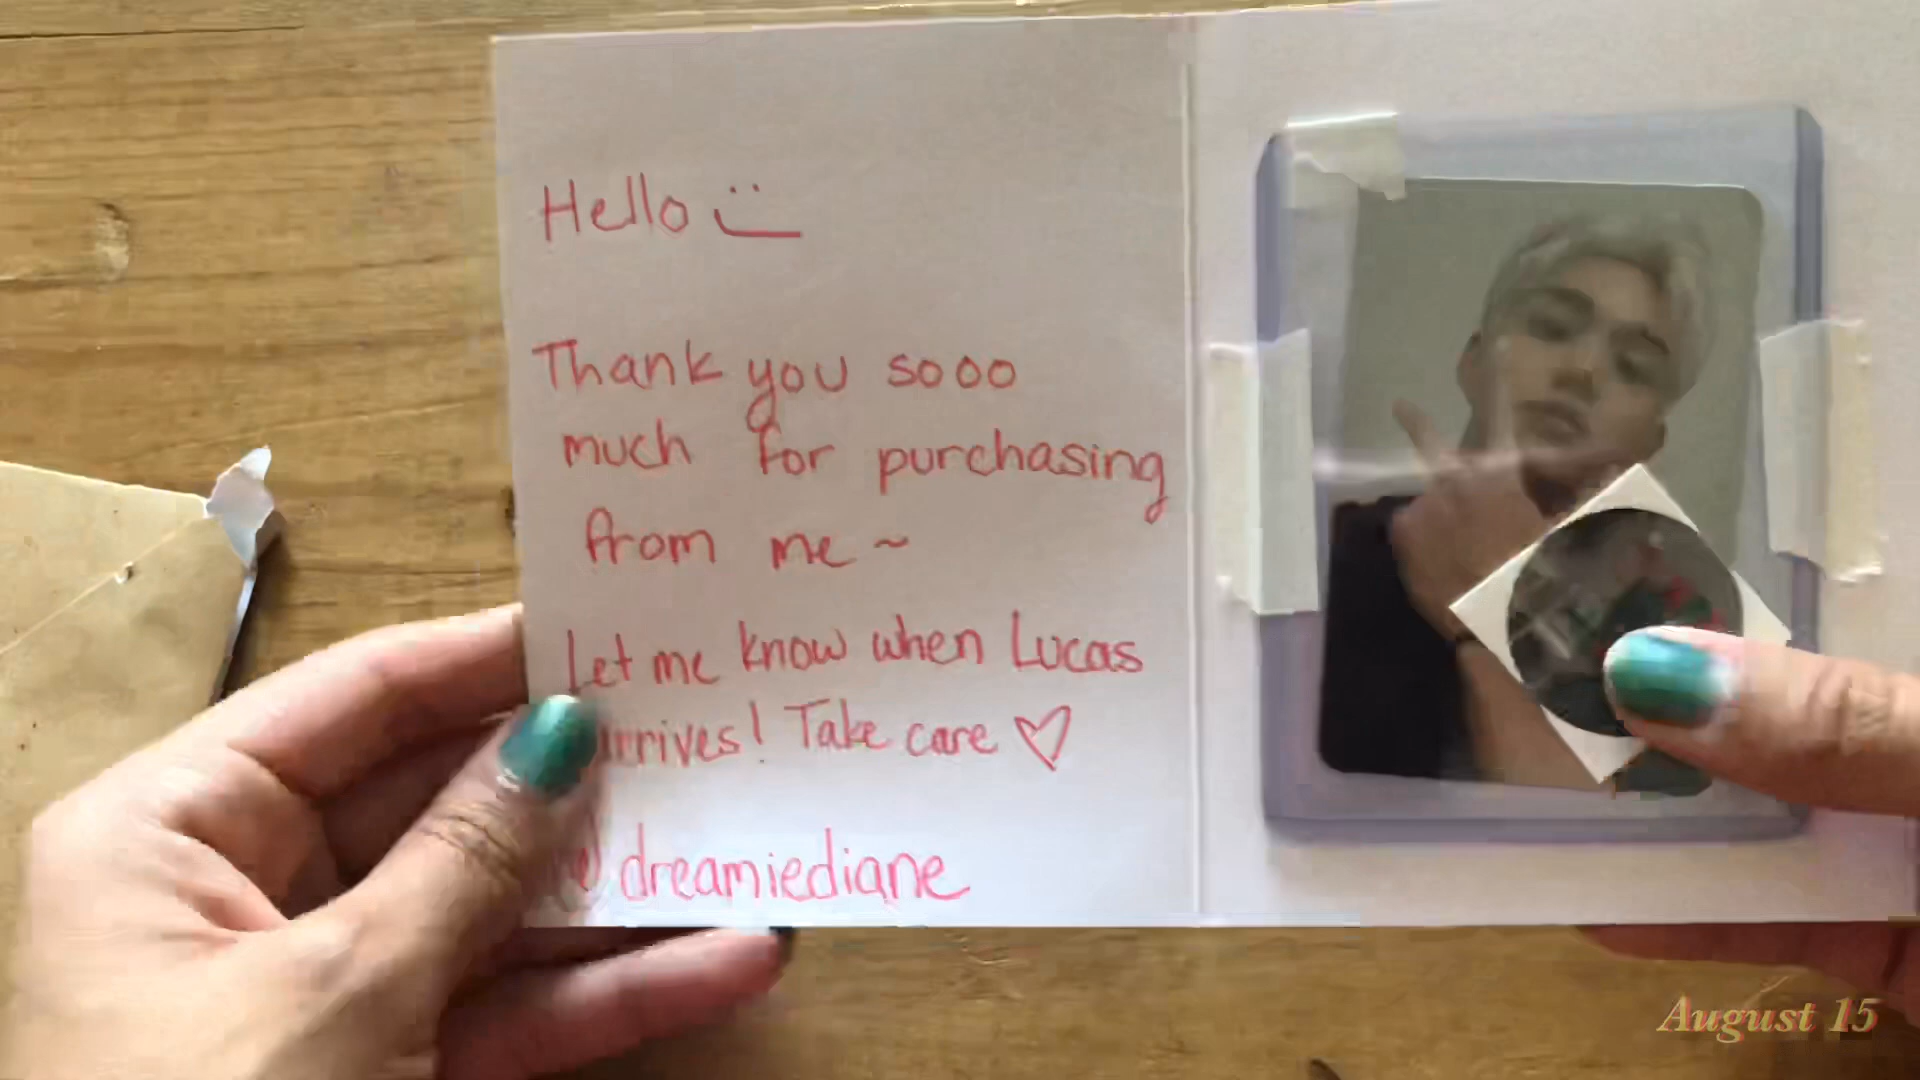 Hello
Thank you sooo
much for purchasing
from me ~
Let me know when Lucas
arrives! Take care ♡
@dreamiediane
August 15